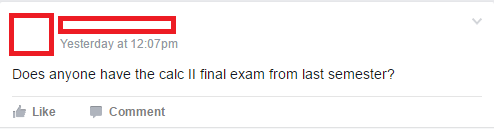 Yesterday at 12:07pm
Does anyone have the calc II final exam from last semester?
Like Comment